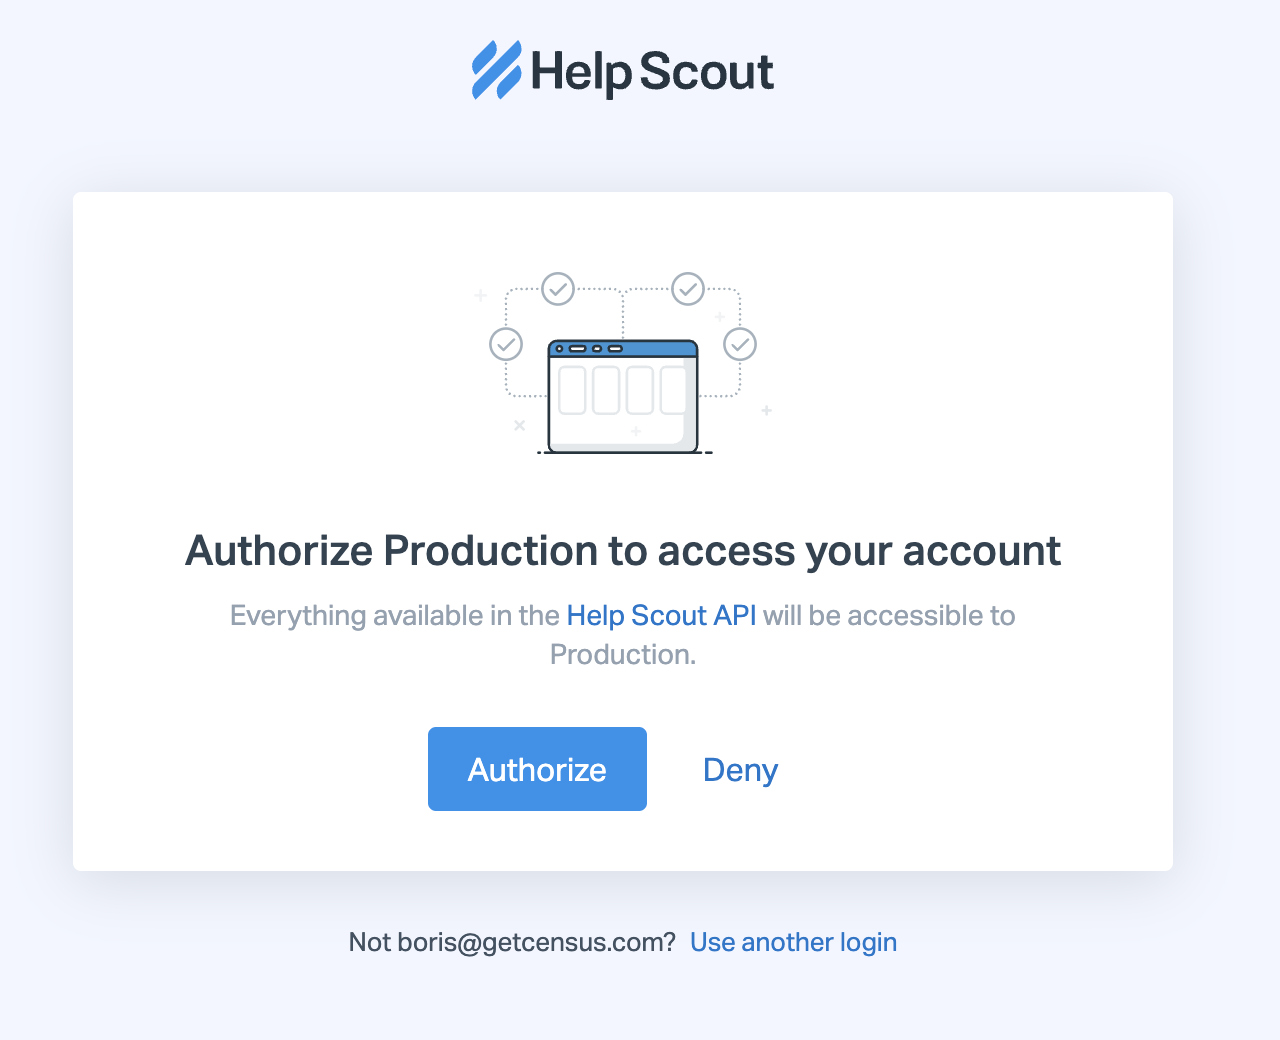 Help Scout
Authorize Production to access your account
Everything available in the Help Scout API will be accessible to
Production.
Authorize
Deny
Not boris@getcensus.com? Use another login